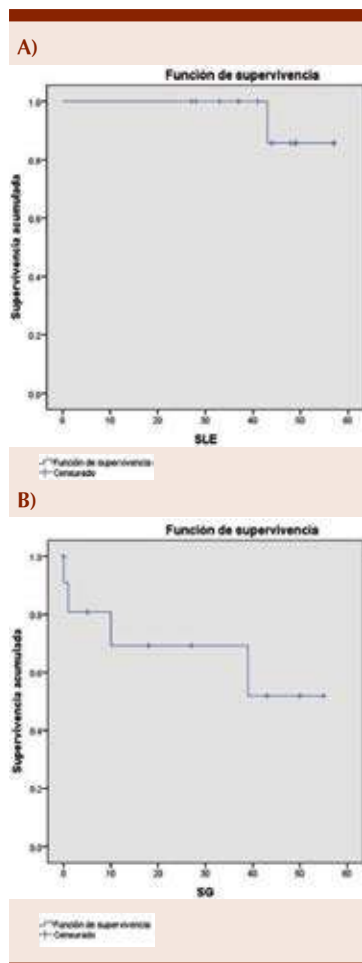 A)
Función de supervivencia
Supervivencia acumulada
1.0
0.8
0.6
0.4
0.2
0.0
0 10 20 30 40 50 60
SLE
Función de supervivencia
Censurado
B)
Función de supervivencia
Supervivencia acumulada
1.0
0.8
0.6
0.4
0.2
0.0
0 10 20 30 40 50 60
SG
Función de supervivencia
Censurado